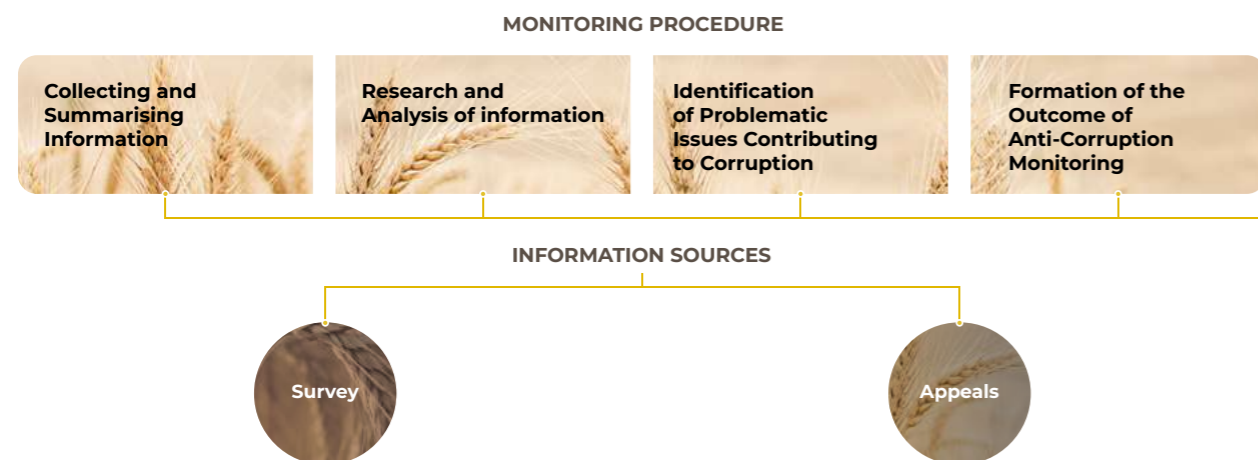 MONITORING PROCEDURE
Collecting and
Summarising
Information
Research and
Analysis of information
Identification
of Problematic
Issues Contributing
to Corruption
Formation of the
Outcome of
Anti-Corruption
Monitoring
INFORMATION SOURCES
Survey
Appeals